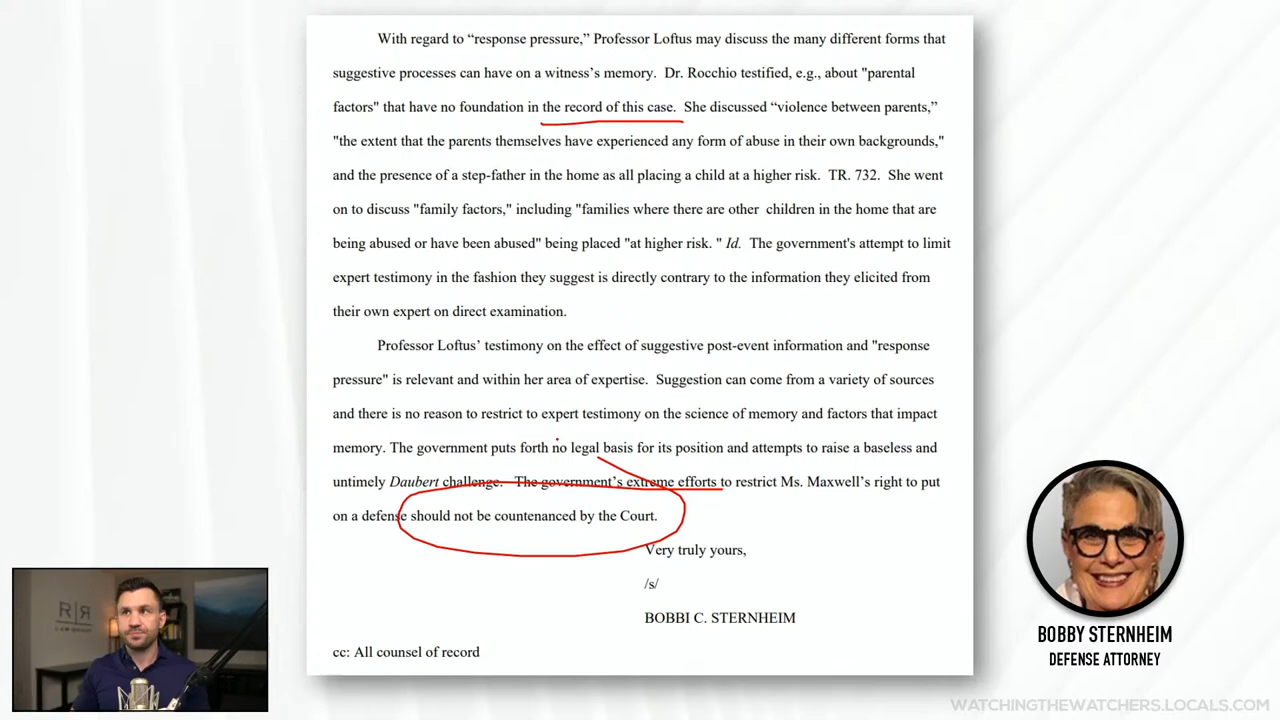 With regard to “response pressure,” Professor Loftus may discuss the many different forms that
suggestive processes can have on a witness’s memory.  Dr. Rocchio testified, e.g., about "parental
factors" that have no foundation in the record of this case.  She discussed “violence between parents,”
"the extent that the parents themselves have experienced any form of abuse in their own backgrounds,"
and the presence of a step-father in the home as all placing a child at a higher risk.  TR. 732.  She went
on to discuss "family factors," including "families where there are other  children in the home that are
being abused or have been abused" being placed "at higher risk. " Id.  The government's attempt to limit
expert testimony in the fashion they suggest is directly contrary to the information they elicited from
their own expert on direct examination.
Professor Loftus’ testimony on the effect of suggestive post-event information and "response
pressure" is relevant and within her area of expertise.  Suggestion can come from a variety of sources
and there is no reason to restrict to expert testimony on the science of memory and factors that impact
memory. The government puts forth no legal basis for its position and attempts to raise a baseless and
untimely Daubert challenge.   The government’s extreme efforts to restrict Ms. Maxwell’s right to put
on a defense should not be countenanced by the Court.
Very truly yours,
/s/
BOBBI C. STERNHEIM
cc: All counsel of record
R|R
BOBBY STERNHEIM
DEFENSE ATTORNEY
WATCHINGTHEWATCHERS.LOCALS.COM